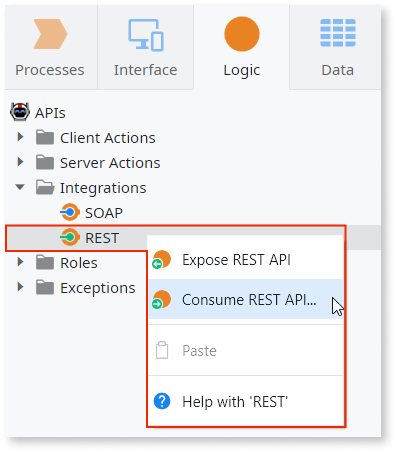 Processes
Interface
Logic
Data
APIs
Client Actions
Server Actions
Integrations
SOAP
REST
Expose REST API
Roles
Consume REST API...
Exceptions
Paste
? Help with 'REST'